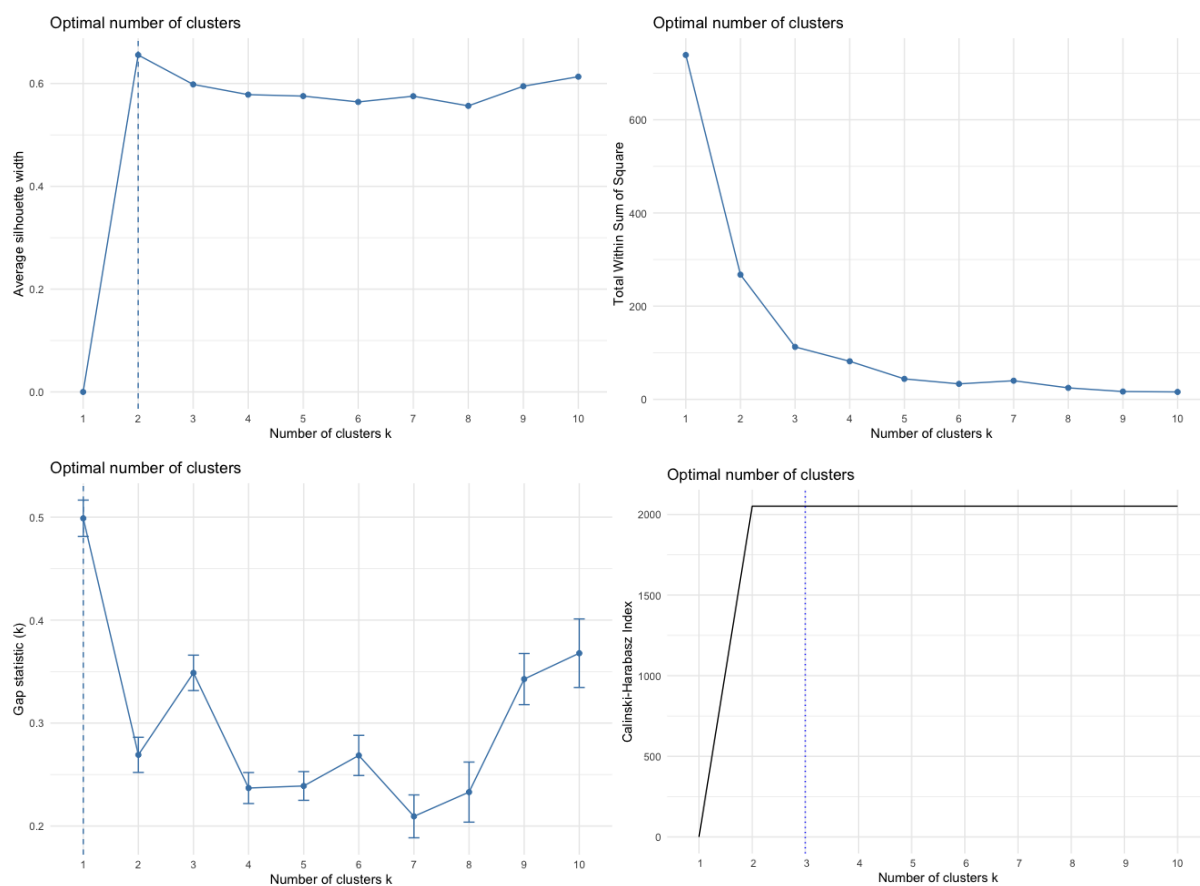 Optimal number of clusters
Average silhouette width
0.6
0.4
0.2
0.0
1 2 3 4 5 6 7 8 9 10
Number of clusters k
Optimal number of clusters
Total Within Sum of Square
600
400
200
0
1 2 3 4 5 6 7 8 9 10
Number of clusters k
Optimal number of clusters
Gap statistic (k)
0.5
0.4
0.3
0.2
1 2 3 4 5 6 7 8 9 10
Number of clusters k
Optimal number of clusters
Calinski-Harabasz Index
2000
1500
1000
500
0
1 2 3 4 5 6 7 8 9 10
Number of clusters k